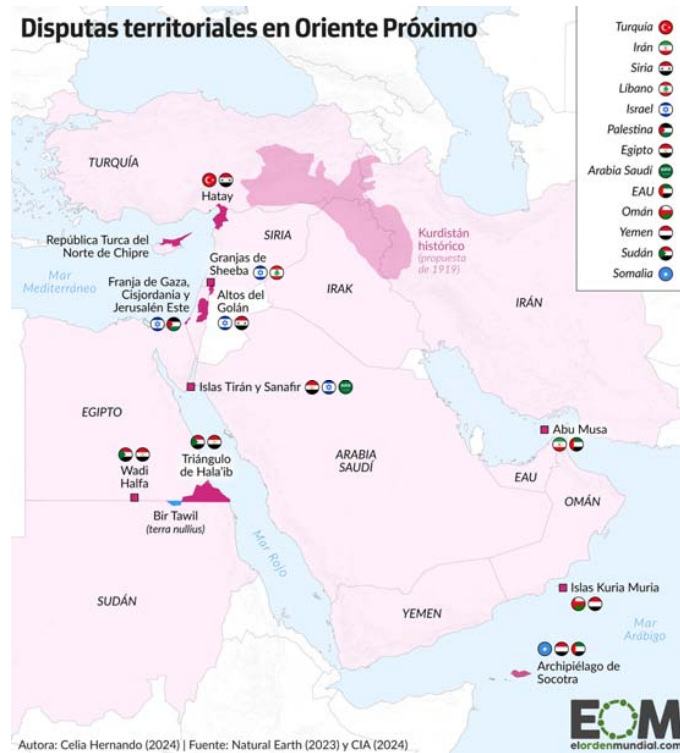 Disputas territoriales en Oriente Próximo
Turquía
Irán
Siria
Líbano
Israel
Palestina
Egipto
Arabia Saudí
EAU
Omán
Yemen
Sudán
Somalia
TURQUÍA
Hatay
República Turca del
Norte de Chipre
SIRIA
Kurdistán
histórico
(propuesta
de 1919)
Granjas de
Sheeba
Mar
Mediterráneo
Franja de Gaza,
Cisjordania y
Jerusalén Este
Altos del
Golán
IRAK
IRÁN
Islas Tirán y Sanafir
EGIPTO
Abu Musa
Wadi
Halfa
Triángulo
de Hala'ib
ARABIA
SAUDÍ
EAU
OMÁN
Bir Tawil
(terra nullius)
Mar Rojo
SUDÁN
YEMEN
Islas Kuria Muria
Mar
Arábigo
Archipiélago de
Socotra
EOM
elordenmundial.com
Autora: Celia Hernando (2024) | Fuente: Natural Earth (2023) y CIA (2024)